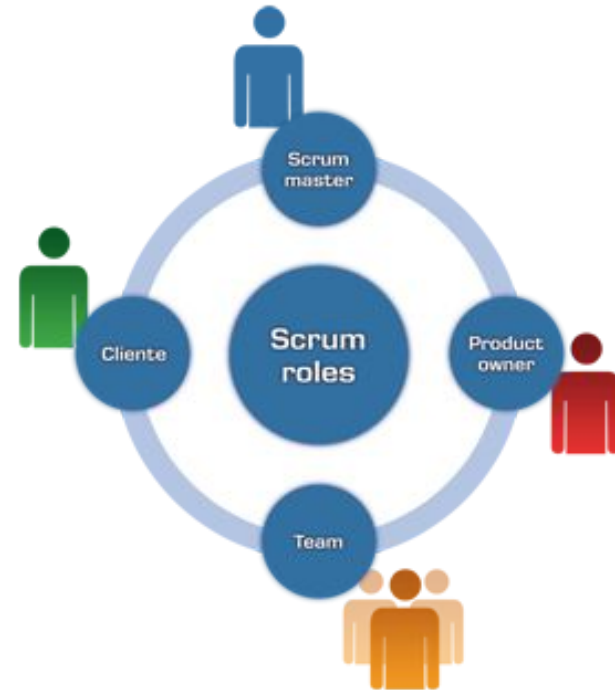 Scrum
master
Cliente
Scrum
roles
Product
owner
Team